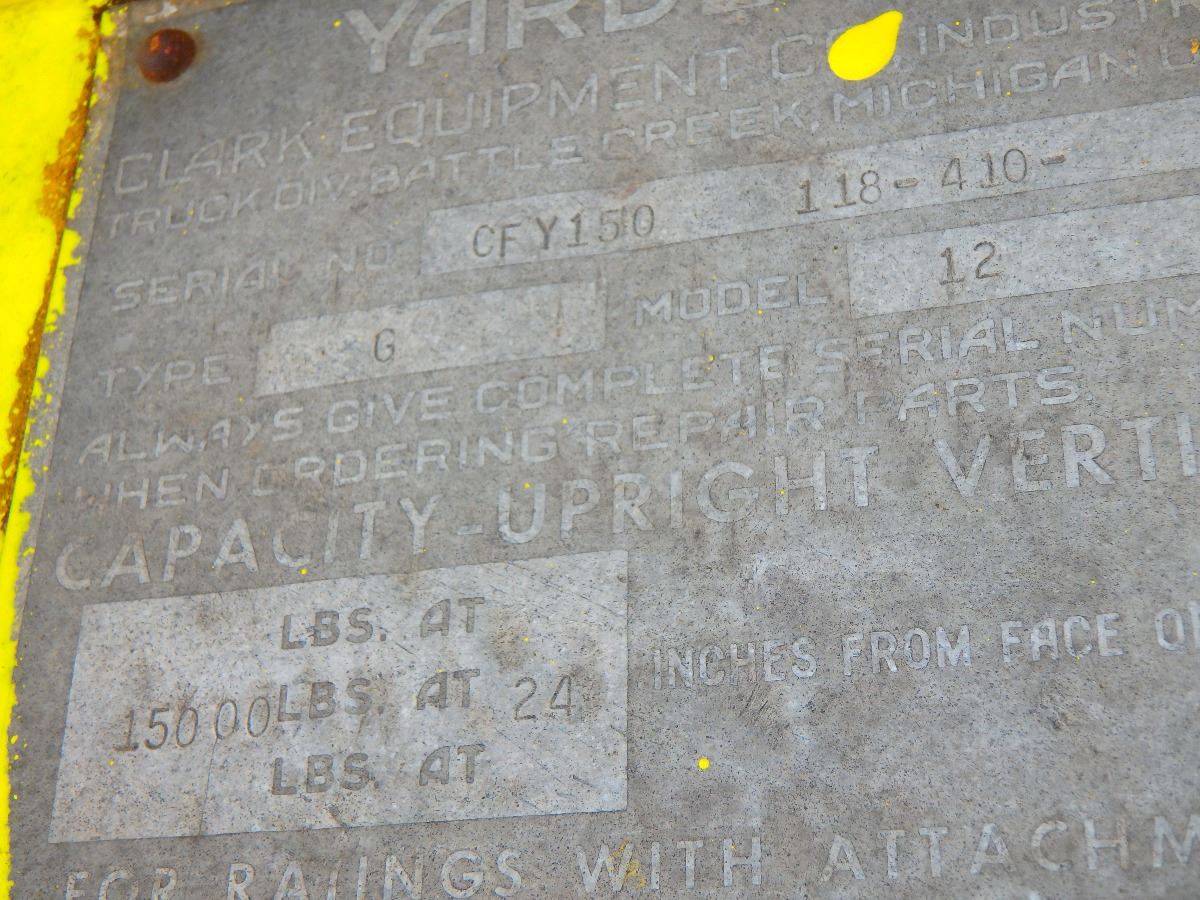 YARD
CLARK EQUIPMENT CO. INDUSTR
TRUCK DIV. BATTLE CREEK, MICHIGAN U
SERIAL NO CFY150 118-410-
TYPE G MODEL 12
ALWAYS GIVE COMPLETE SERIAL NUM
WHEN ORDERING REPAIR PARTS.
CAPACITY-UPRIGHT VERTI
LBS. AT
15000 LBS. AT 24 INCHES FROM FACE O
LBS. AT
FOR RATINGS WITH ATTACHM